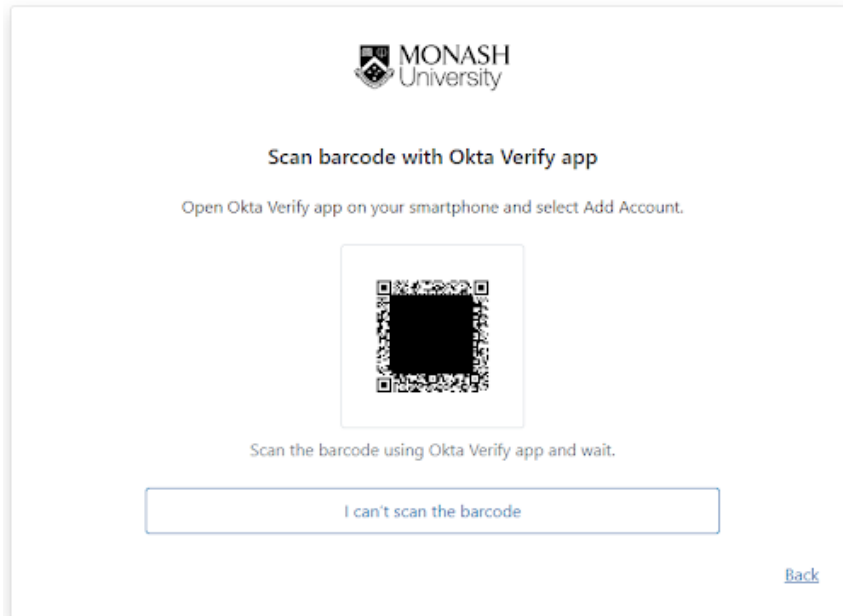 MONASH
University
Scan barcode with Okta Verify app
Open Okta Verify app on your smartphone and select Add Account.
Scan the barcode using Okta Verify app and wait.
I can't scan the barcode
Back